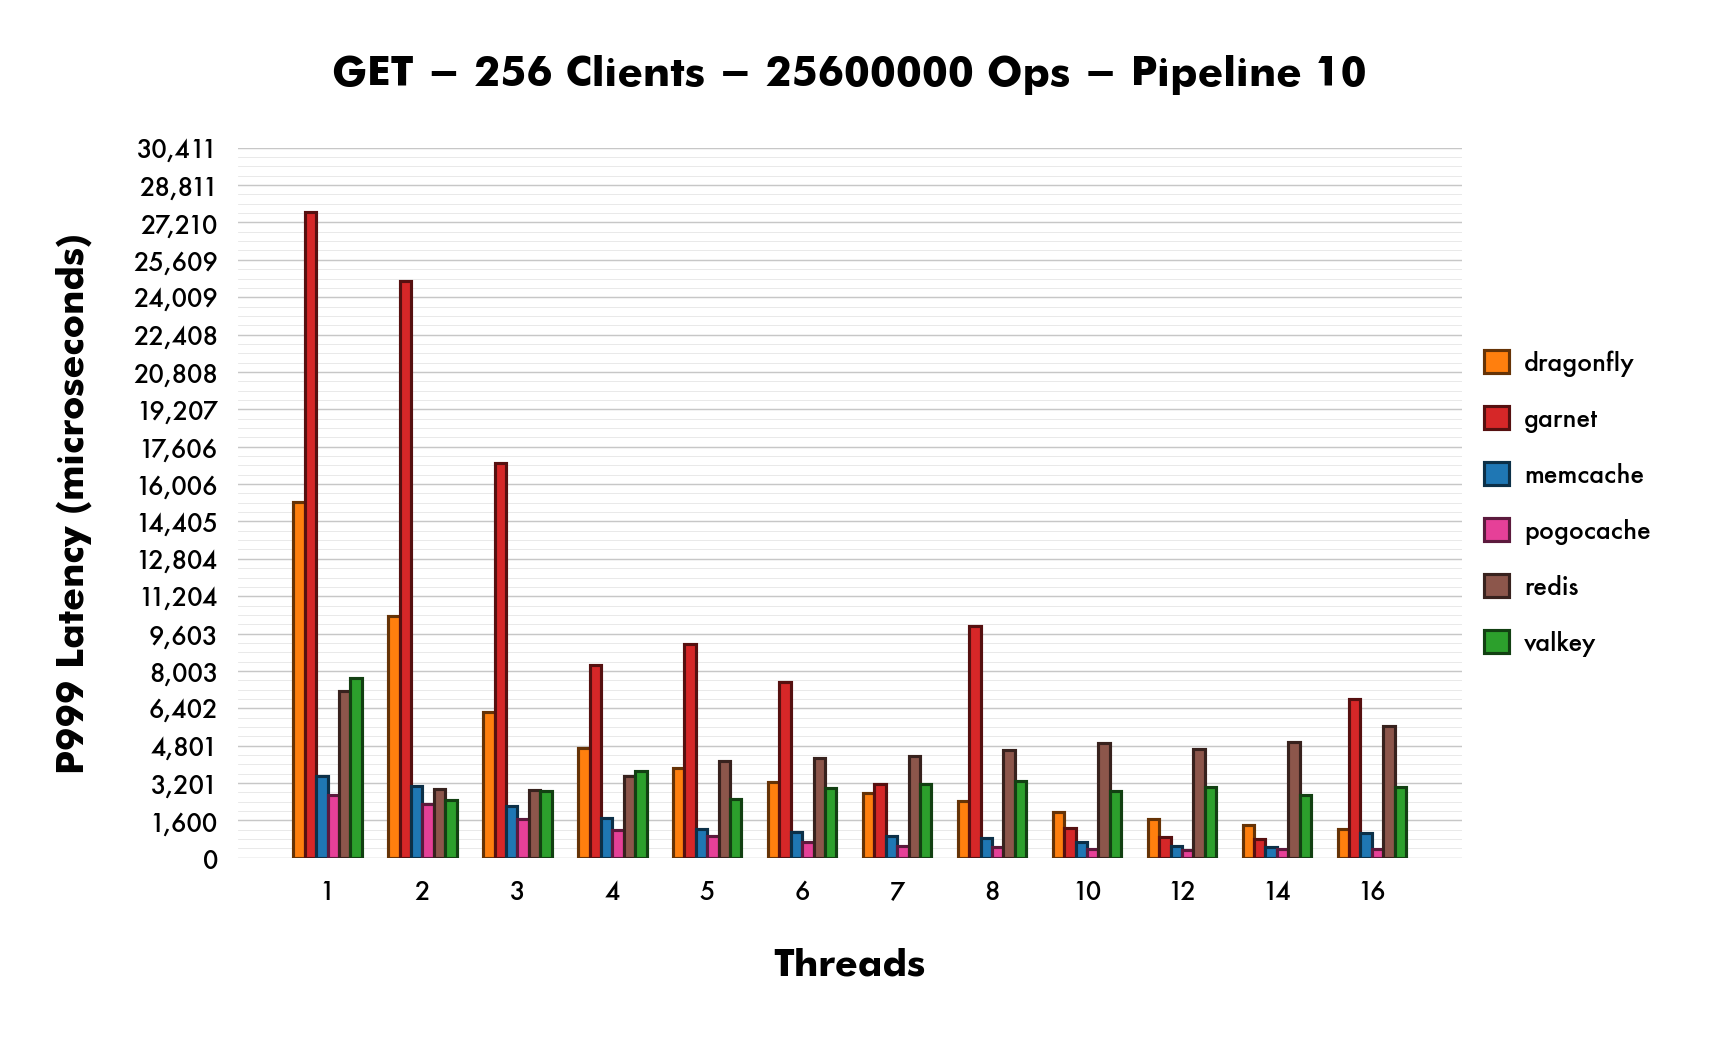 GET – 256 Clients – 25600000 Ops – Pipeline 10
P999 Latency (microseconds)
30,411
28,811
27,210
25,609
24,009
22,408
20,808
19,207
17,606
16,006
14,405
12,804
11,204
9,603
8,003
6,402
4,801
3,201
1,600
0
1 2 3 4 5 6 7 8 10 12 14 16
Threads
dragonfly
garnet
memcache
pogocache
redis
valkey